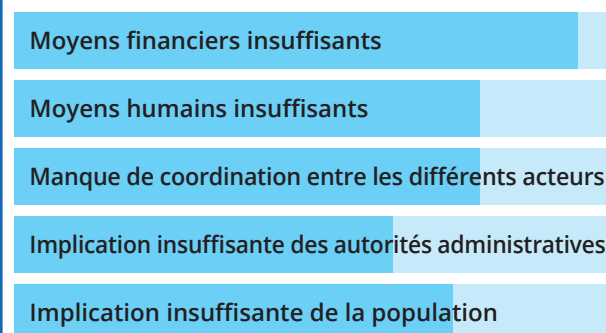 Moyens financiers insuffisants
Moyens humains insuffisants
Manque de coordination entre les différents acteurs
Implication insuffisante des autorités administratives
Implication insuffisante de la population